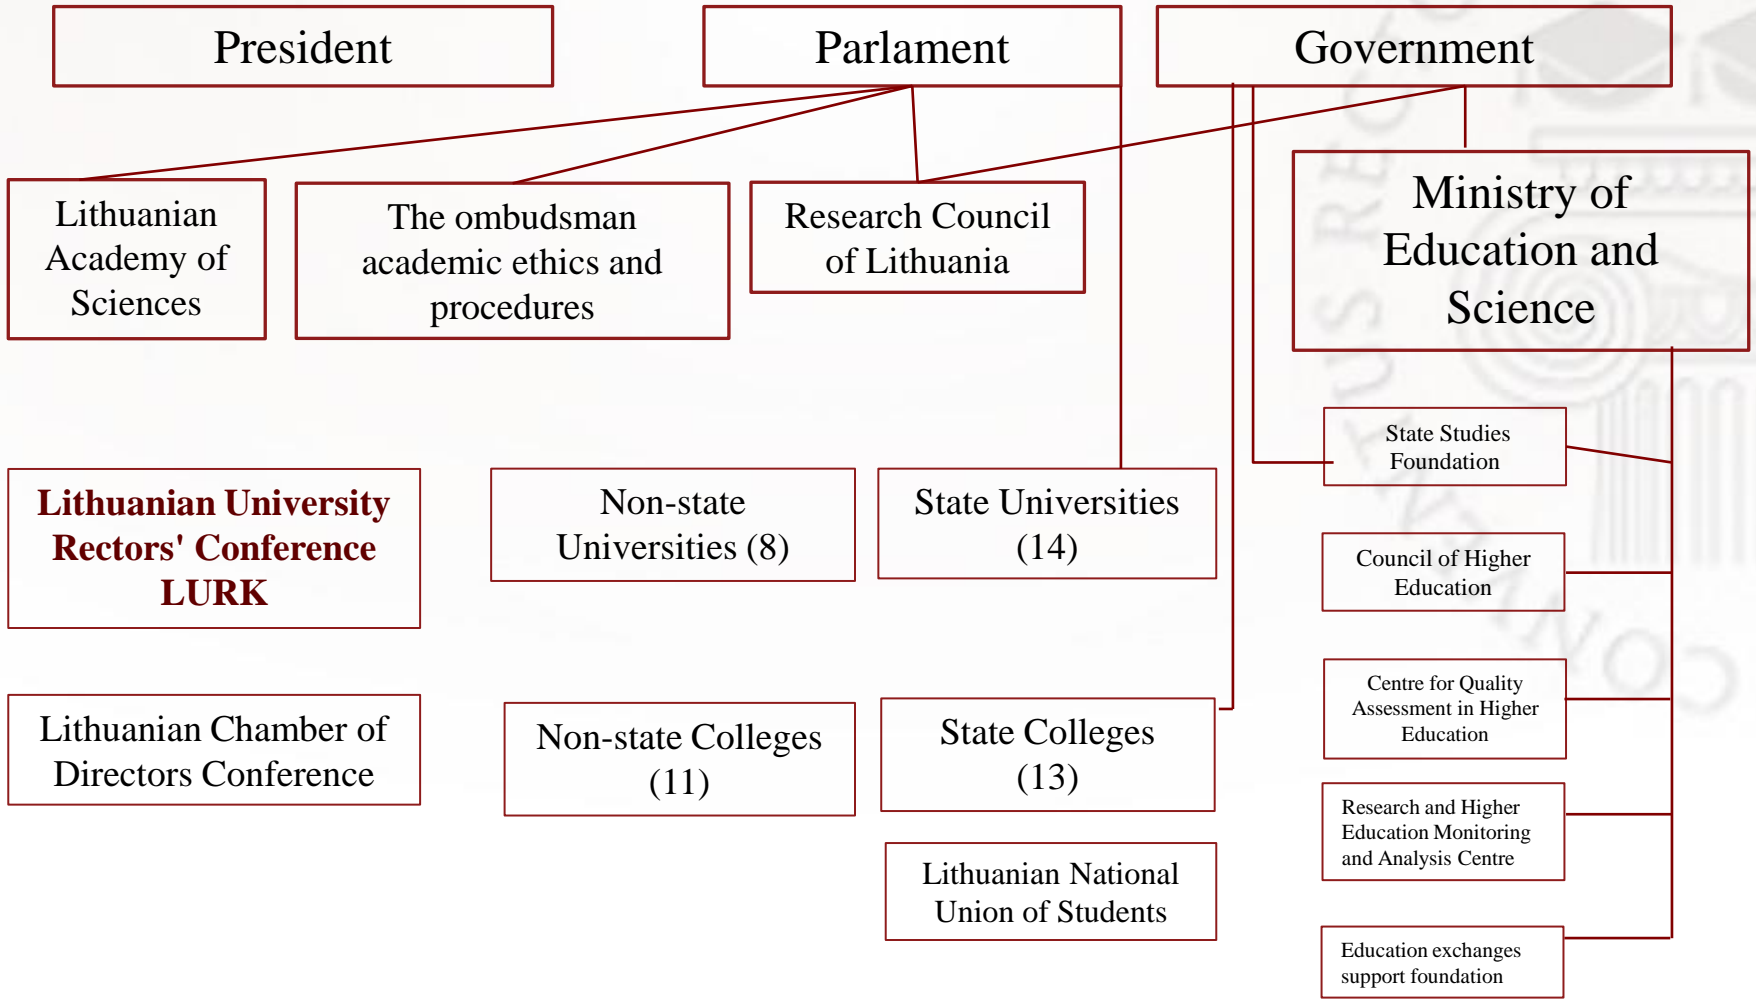 President
Parlament
Government
Lithuanian
Academy of
Sciences
The ombudsman
academic ethics and
procedures
Research Council
of Lithuania
Ministry of
Education and
Science
Lithuanian University
Rectors' Conference
LURK
Non-state
Universities (8)
State Universities
(14)
State Studies
Foundation
Council of Higher
Education
Centre for Quality
Assessment in Higher
Education
Lithuanian Chamber of
Directors Conference
Non-state Colleges
(11)
State Colleges
(13)
Research and Higher
Education Monitoring
and Analysis Centre
Lithuanian National
Union of Students
Education exchanges
support foundation